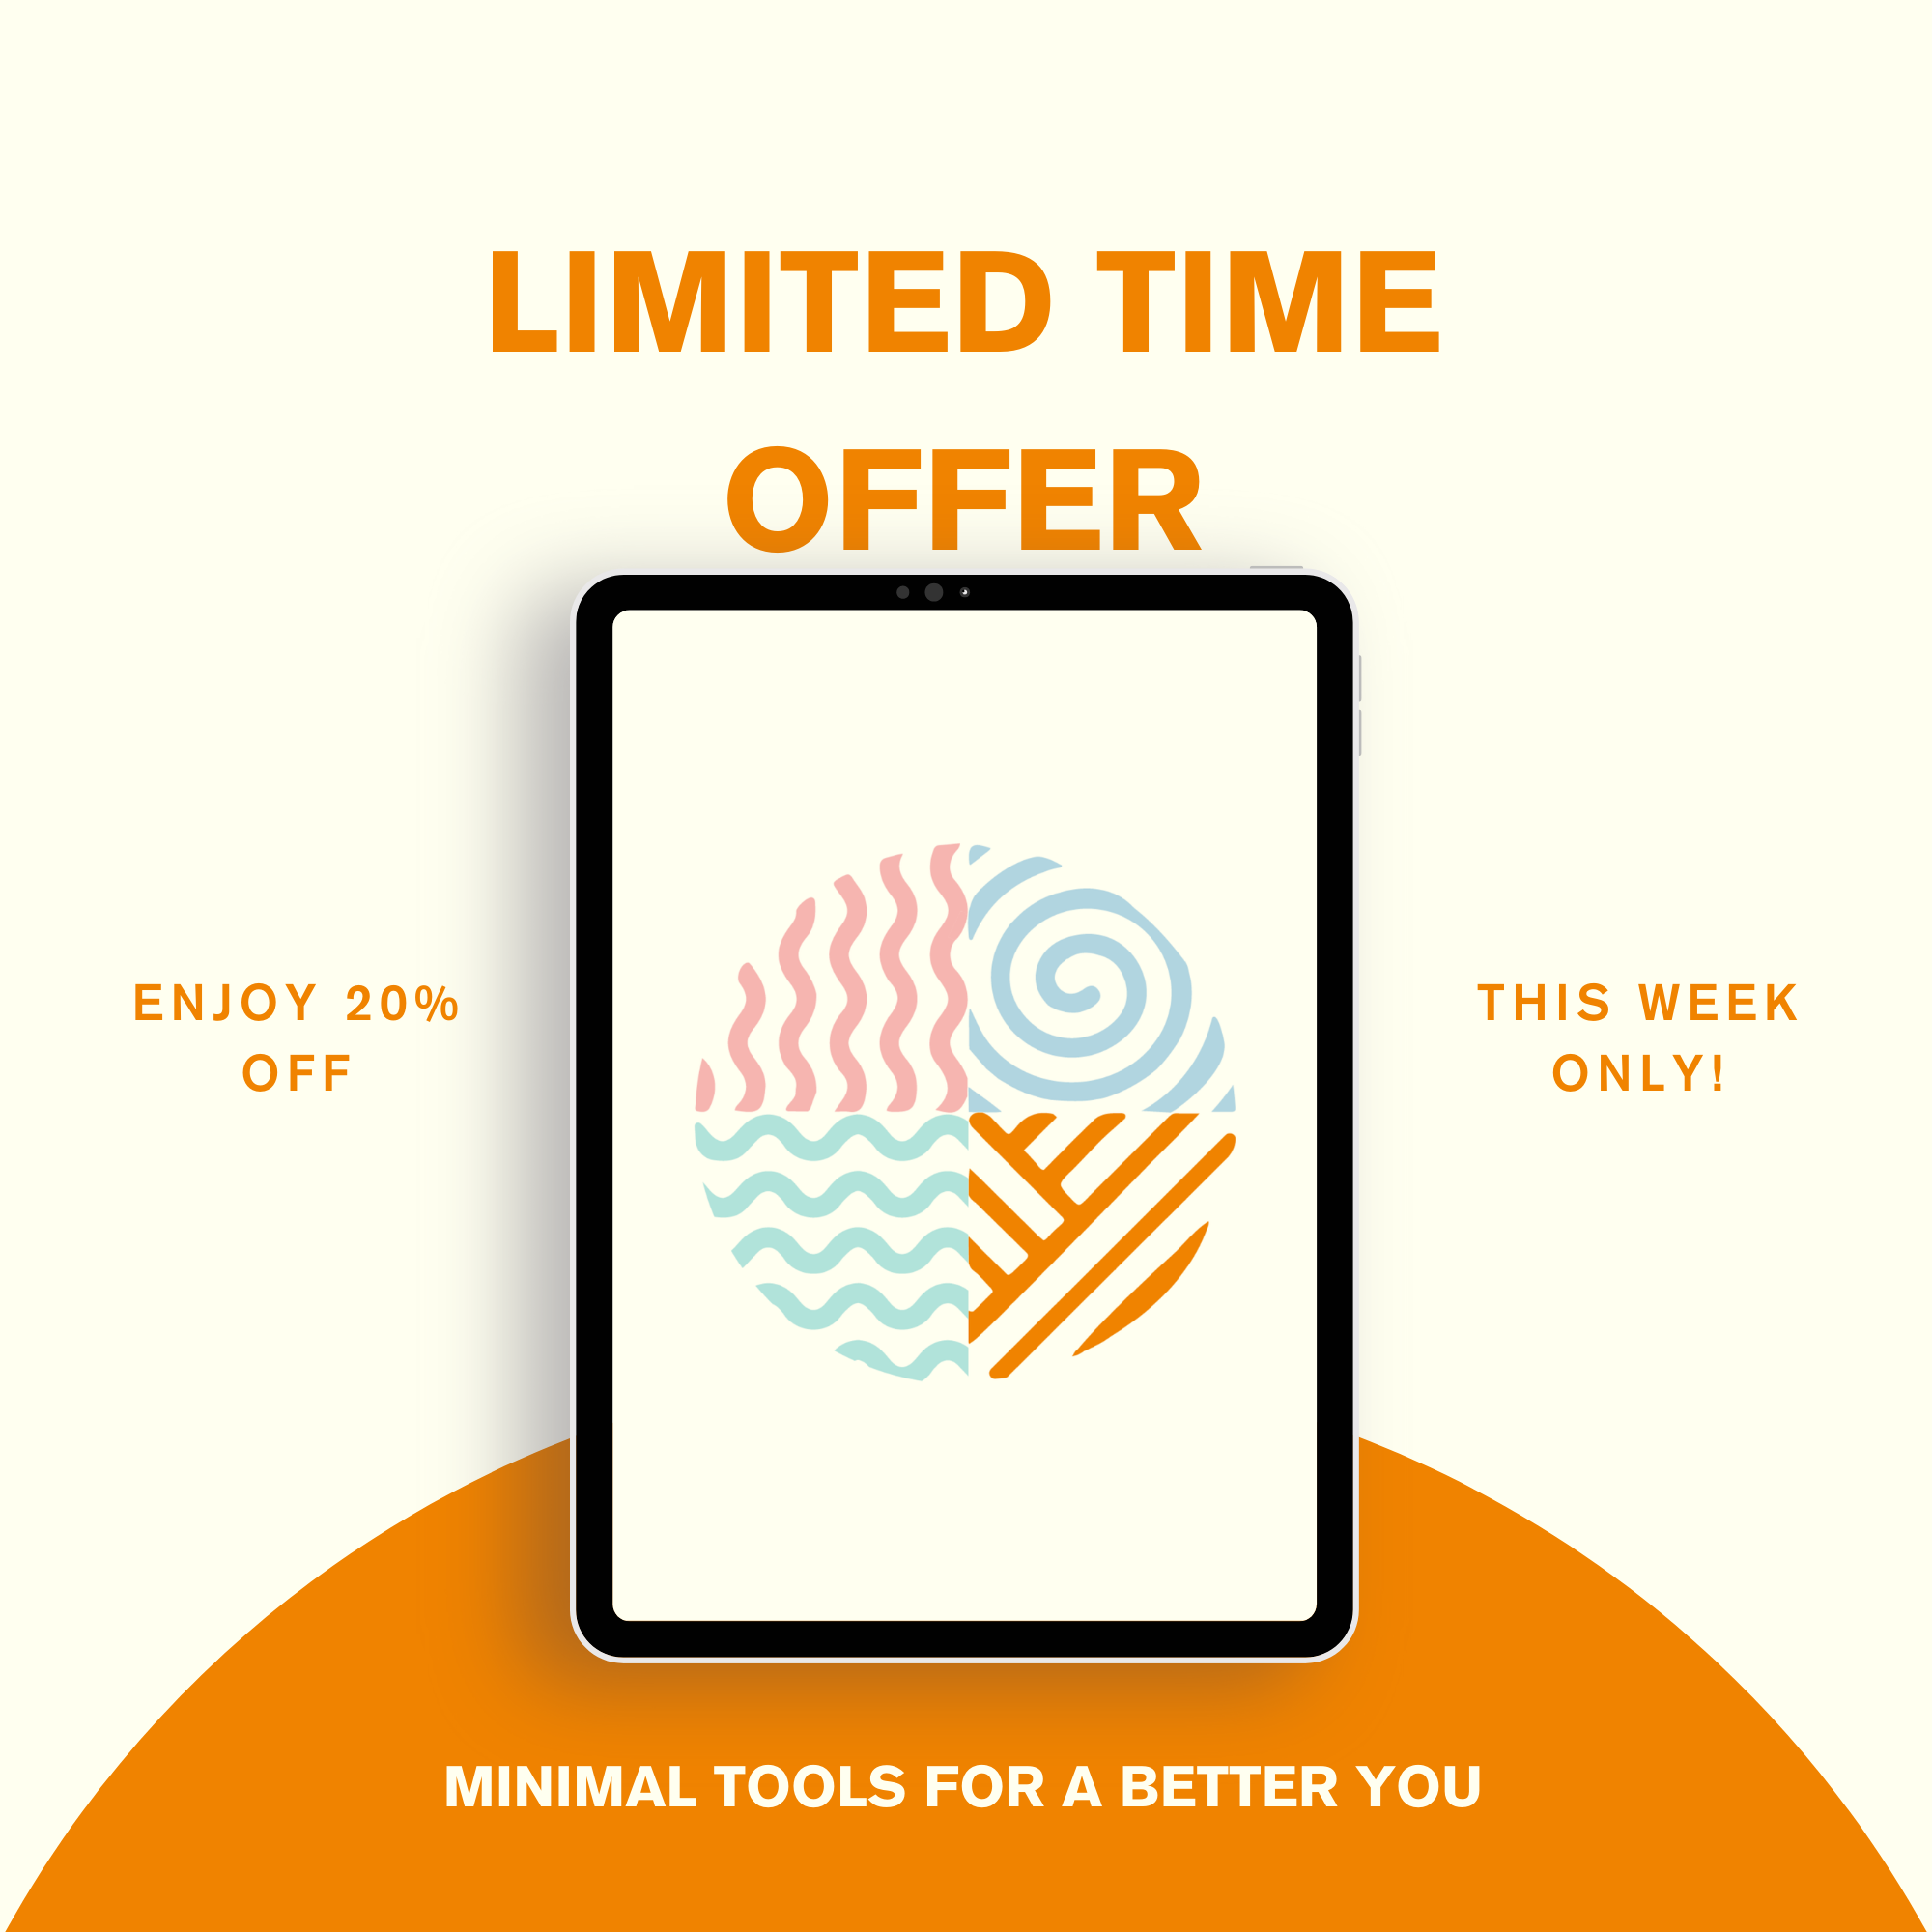 LIMITED TIME
OFFER
ENJOY 20%
OFF
THIS WEEK
ONLY!
MINIMAL TOOLS FOR A BETTER YOU